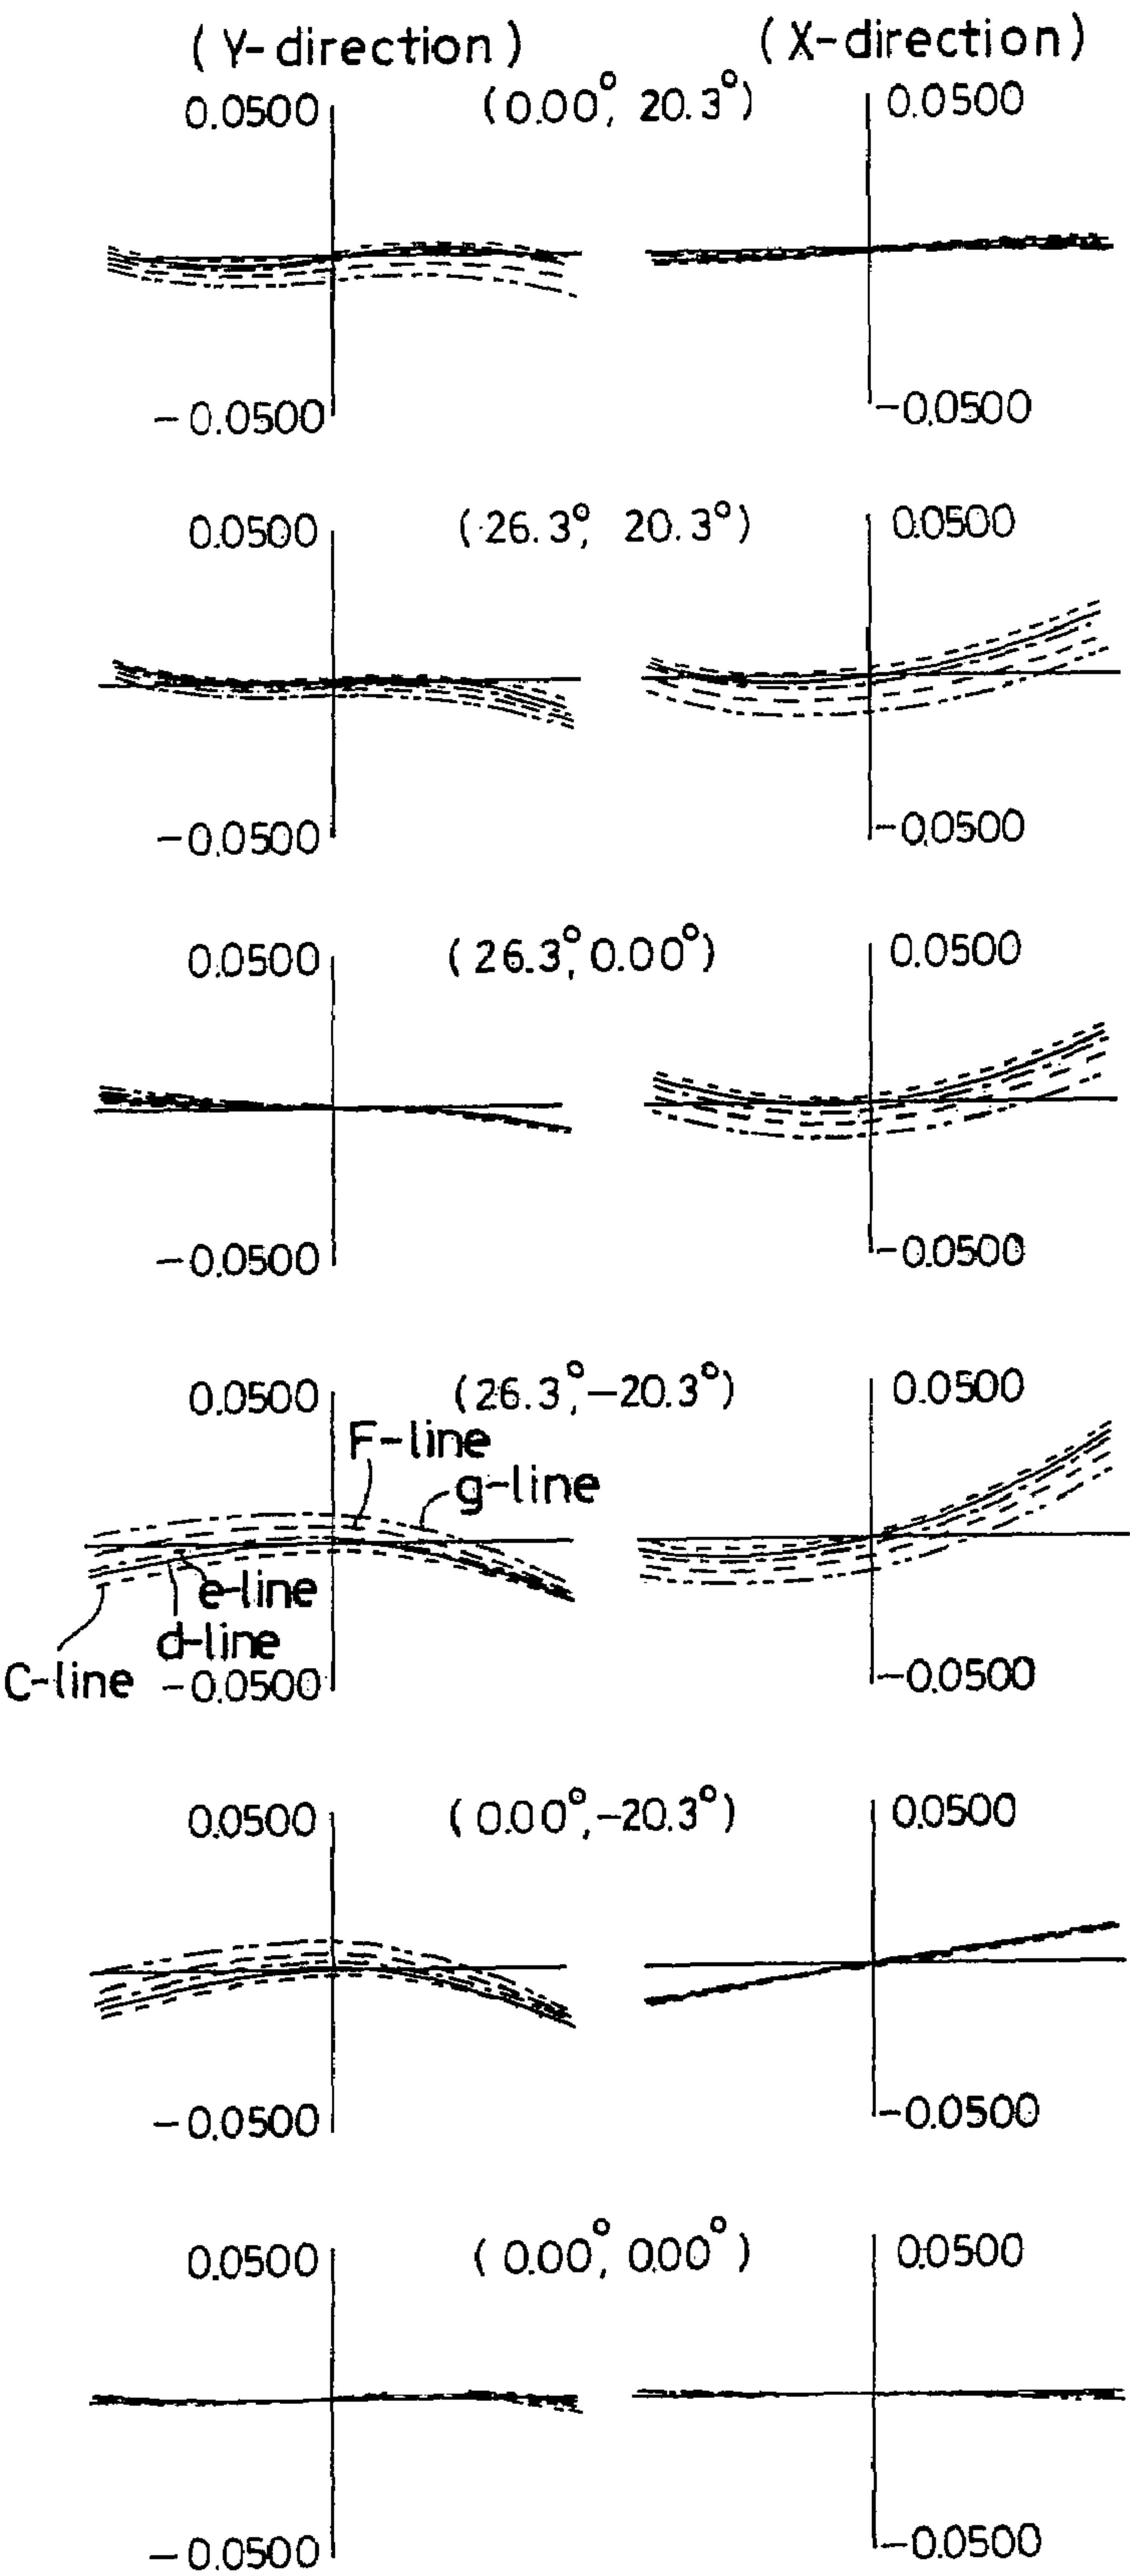 (Y-direction) (X-direction)
0.0500 (0.00°, 20.3°) 0.0500
-0.0500 -0.0500
0.0500 (26.3°, 20.3°) 0.0500
-0.0500 -0.0500
0.0500 (26.3°, 0.00°) 0.0500
-0.0500 -0.0500
0.0500 (26.3°, -20.3°) 0.0500
F-line
g-line
e-line
d-line
C-line -0.0500 -0.0500
0.0500 (0.00°, -20.3°) 0.0500
-0.0500 -0.0500
0.0500 (0.00°, 0.00°) 0.0500
-0.0500 -0.0500